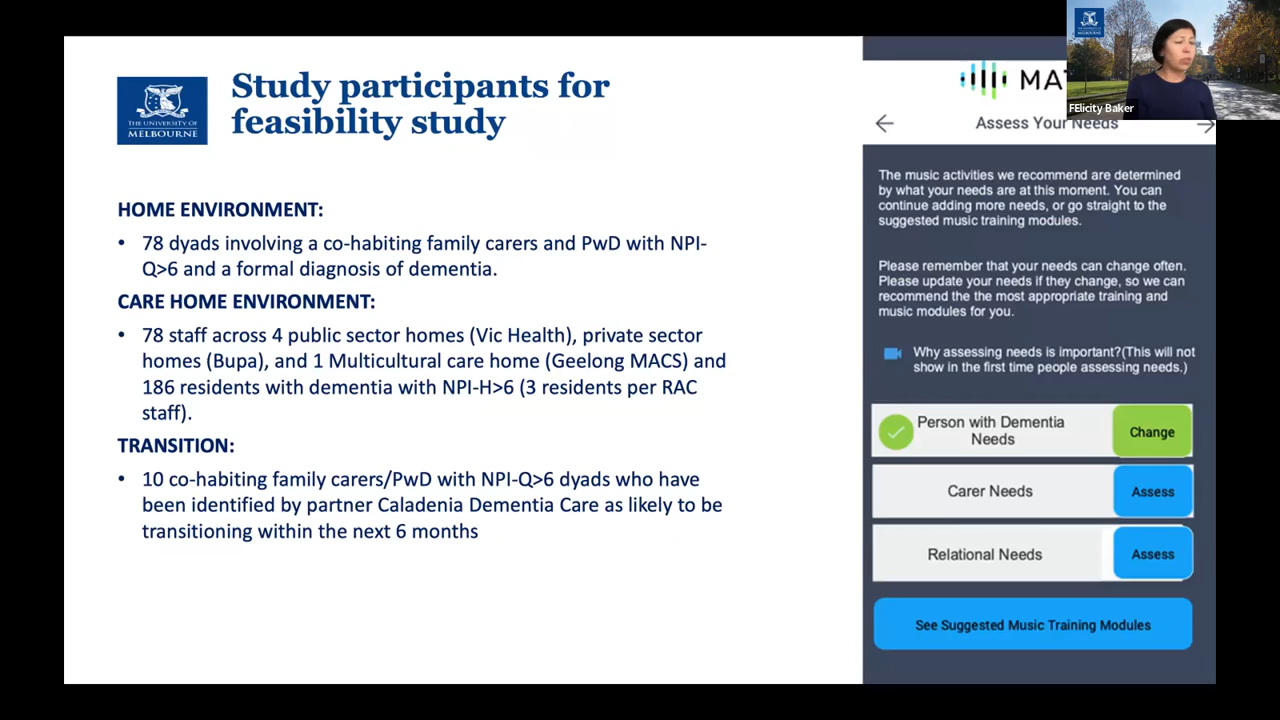 Study participants for
feasibility study
THE UNIVERSITY OF
MELBOURNE
HOME ENVIRONMENT:
• 78 dyads involving a co-habiting family carers and PwD with NPI-
Q>6 and a formal diagnosis of dementia.
CARE HOME ENVIRONMENT:
• 78 staff across 4 public sector homes (Vic Health), private sector
homes (Bupa), and 1 Multicultural care home (Geelong MACS) and
186 residents with dementia with NPI-H>6 (3 residents per RAC
staff).
TRANSITION:
• 10 co-habiting family carers/PwD with NPI-Q>6 dyads who have
been identified by partner Caladenia Dementia Care as likely to be
transitioning within the next 6 months
FElicity Baker
Assess Your Needs
The music activities we recommend are determined
by what your needs are at this moment. You can
continue adding more needs, or go straight to the
suggested music training modules.
Please remember that your needs can change often.
Please update your needs if they change, so we can
recommend the the most appropriate training and
music modules for you.
Why assessing needs is important?(This will not
show in the first time people assessing needs.)
Person with Dementia
Needs
Change
Carer Needs
Assess
Relational Needs
Assess
See Suggested Music Training Modules